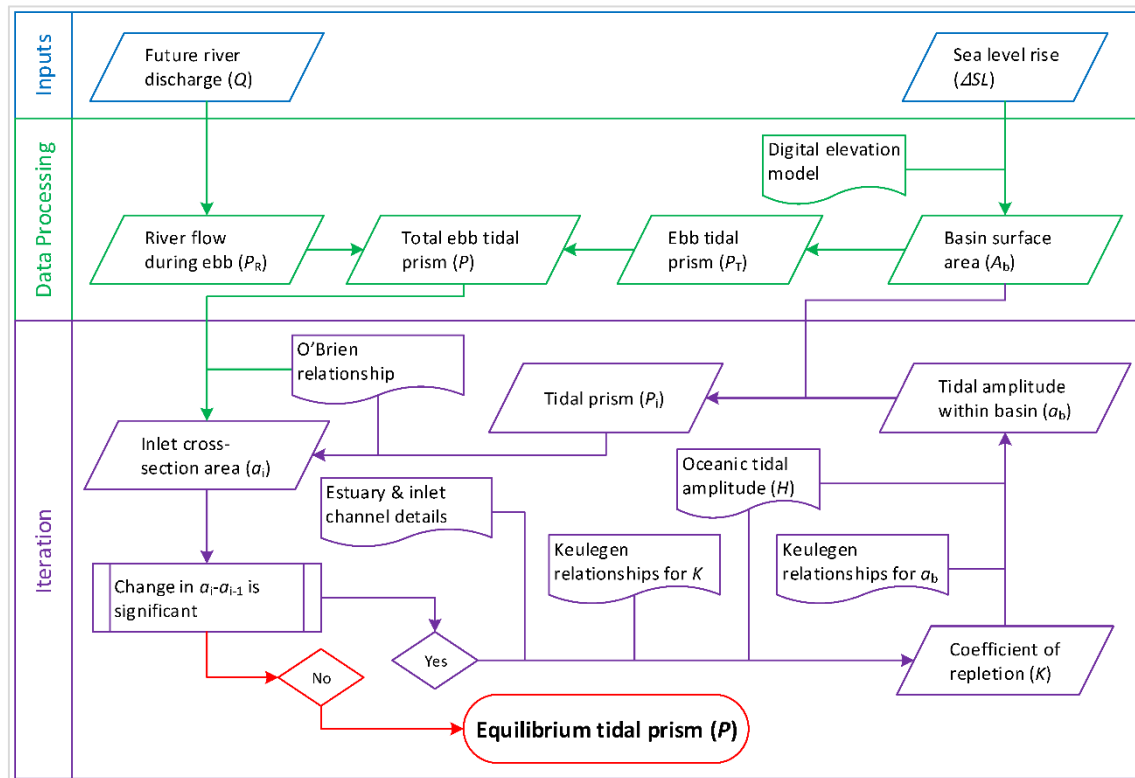 Inputs
Future river
discharge (Q)
Sea level rise
(ΔSL)
Data Processing
Digital elevation
model
River flow
during ebb (PR)
Total ebb tidal
prism (P)
Ebb tidal
prism (PT)
Basin surface
area (Ab)
Iteration
O'Brien
relationship
Tidal prism (Pi)
Tidal amplitude
within basin (ab)
Inlet cross-
section area (ai)
Estuary & inlet
channel details
Oceanic tidal
amplitude (H)
Keulegen
relationships for K
Keulegen
relationships for ab
Change in ai-ai-1 is
significant
Yes
No
Coefficient of
repletion (K)
Equilibrium tidal prism (P)